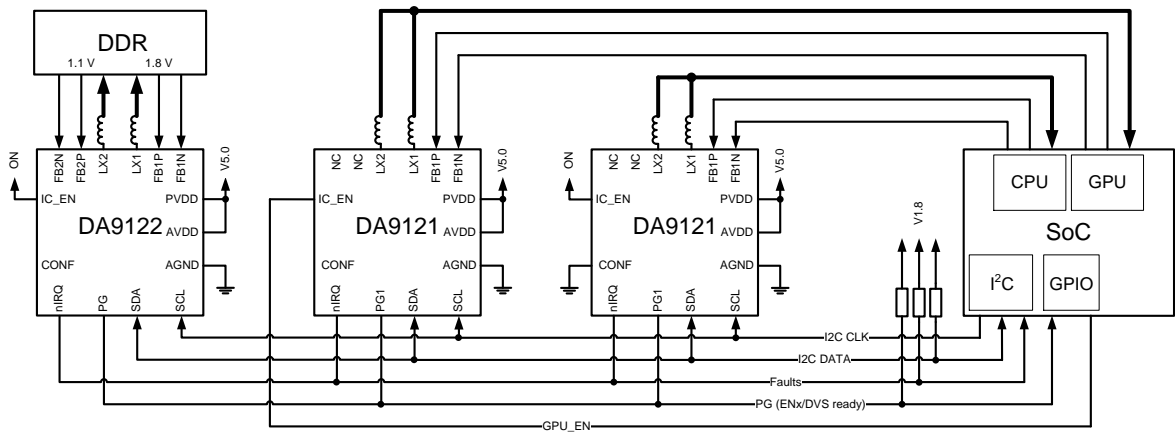 DDR
1.1 V
1.8 V
ON
FB2N
FB2P
LX2
LX1
FB1P
FB1N
V5.0
IC_EN
PVDD
DA9122
AVDD
CONF
AGND
nIRQ
PG
SDA
SCL
NC
NC
LX2
LX1
FB1P
FB1N
V5.0
IC_EN
PVDD
DA9121
AVDD
CONF
AGND
nIRQ
PG1
SDA
SCL
ON
NC
NC
LX2
LX1
FB1P
FB1N
V5.0
IC_EN
PVDD
DA9121
AVDD
CONF
AGND
nIRQ
PG1
SDA
SCL
V1.8
CPU
GPU
SoC
I²C
GPIO
I2C CLK
I2C DATA
Faults
PG (ENx/DVS ready)
GPU_EN